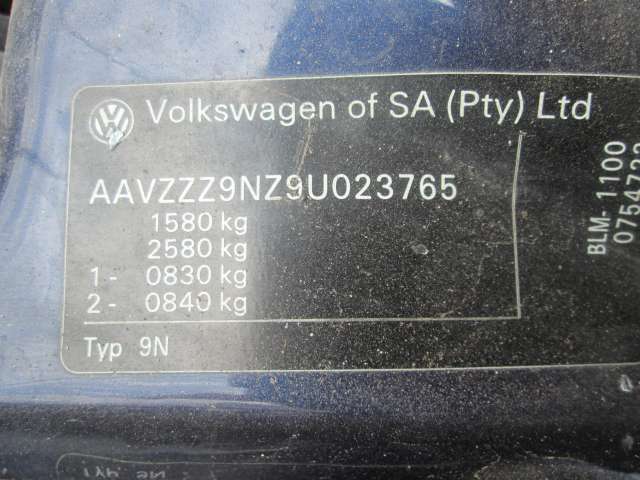 Volkswagen of SA (Pty) Ltd
AAVZZZ9NZ9U023765
1580 kg
2580 kg
1- 0830 kg
2- 0840 kg
Typ 9N
BLM-1100